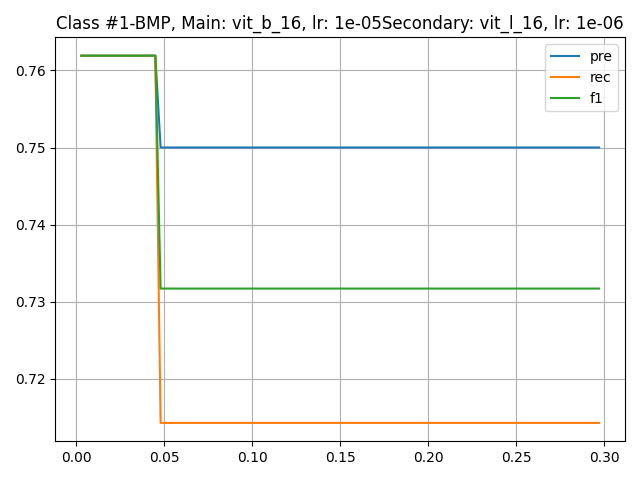 Class #1-BMP, Main: vit_b_16, lr: 1e-05Secondary: vit_l_16, lr: 1e-06
pre
rec
f1
0.76
0.75
0.74
0.73
0.72
0.00 0.05 0.10 0.15 0.20 0.25 0.30